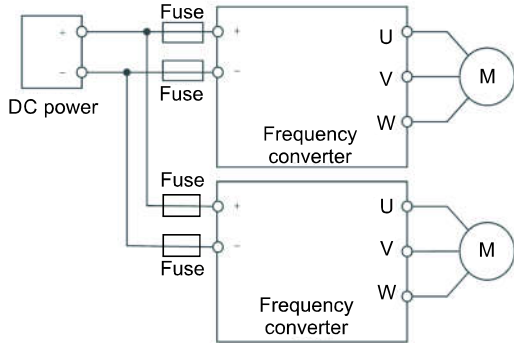 Fuse
+
+
U
−
−
V
M
Fuse
DC power
W
Frequency
converter
Fuse
+
U
−
V
M
Fuse
W
Frequency
converter